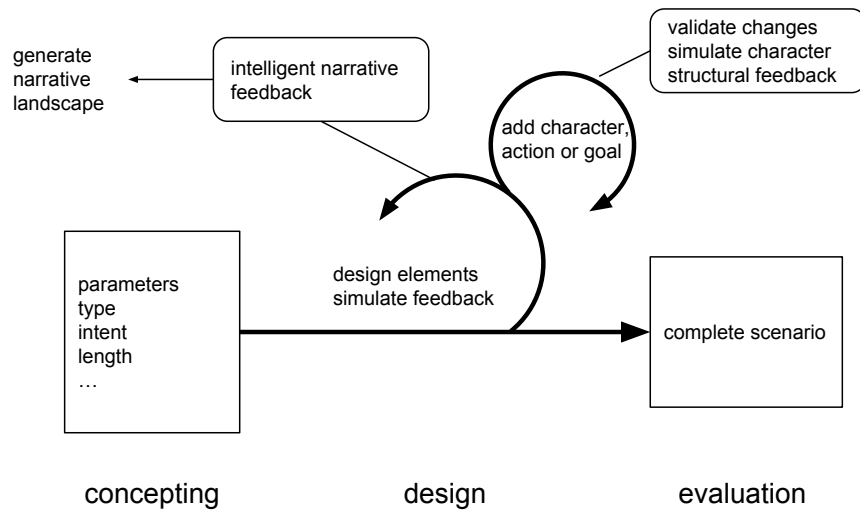 generate
narrative
landscape
intelligent narrative
feedback
validate changes
simulate character
structural feedback
add character,
action or goal
design elements
simulate feedback
parameters
type
intent
length
…
complete scenario
concepting
design
evaluation